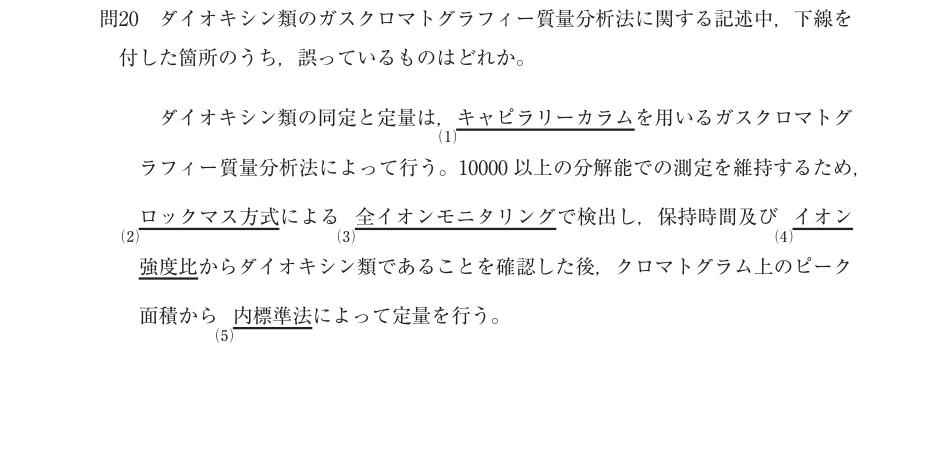 問20　ダイオキシン類のガスクロマトグラフィー質量分析法に関する記述中，下線を
付した箇所のうち，誤っているものはどれか。
ダイオキシン類の同定と定量は，(1)キャピラリーカラムを用いるガスクロマトグ
ラフィー質量分析法によって行う。10000 以上の分解能での測定を維持するため，
(2)ロックマス方式による(3)全イオンモニタリングで検出し，保持時間及び(4)イオン
強度比からダイオキシン類であることを確認した後，クロマトグラム上のピーク
面積から(5)内標準法によって定量を行う。